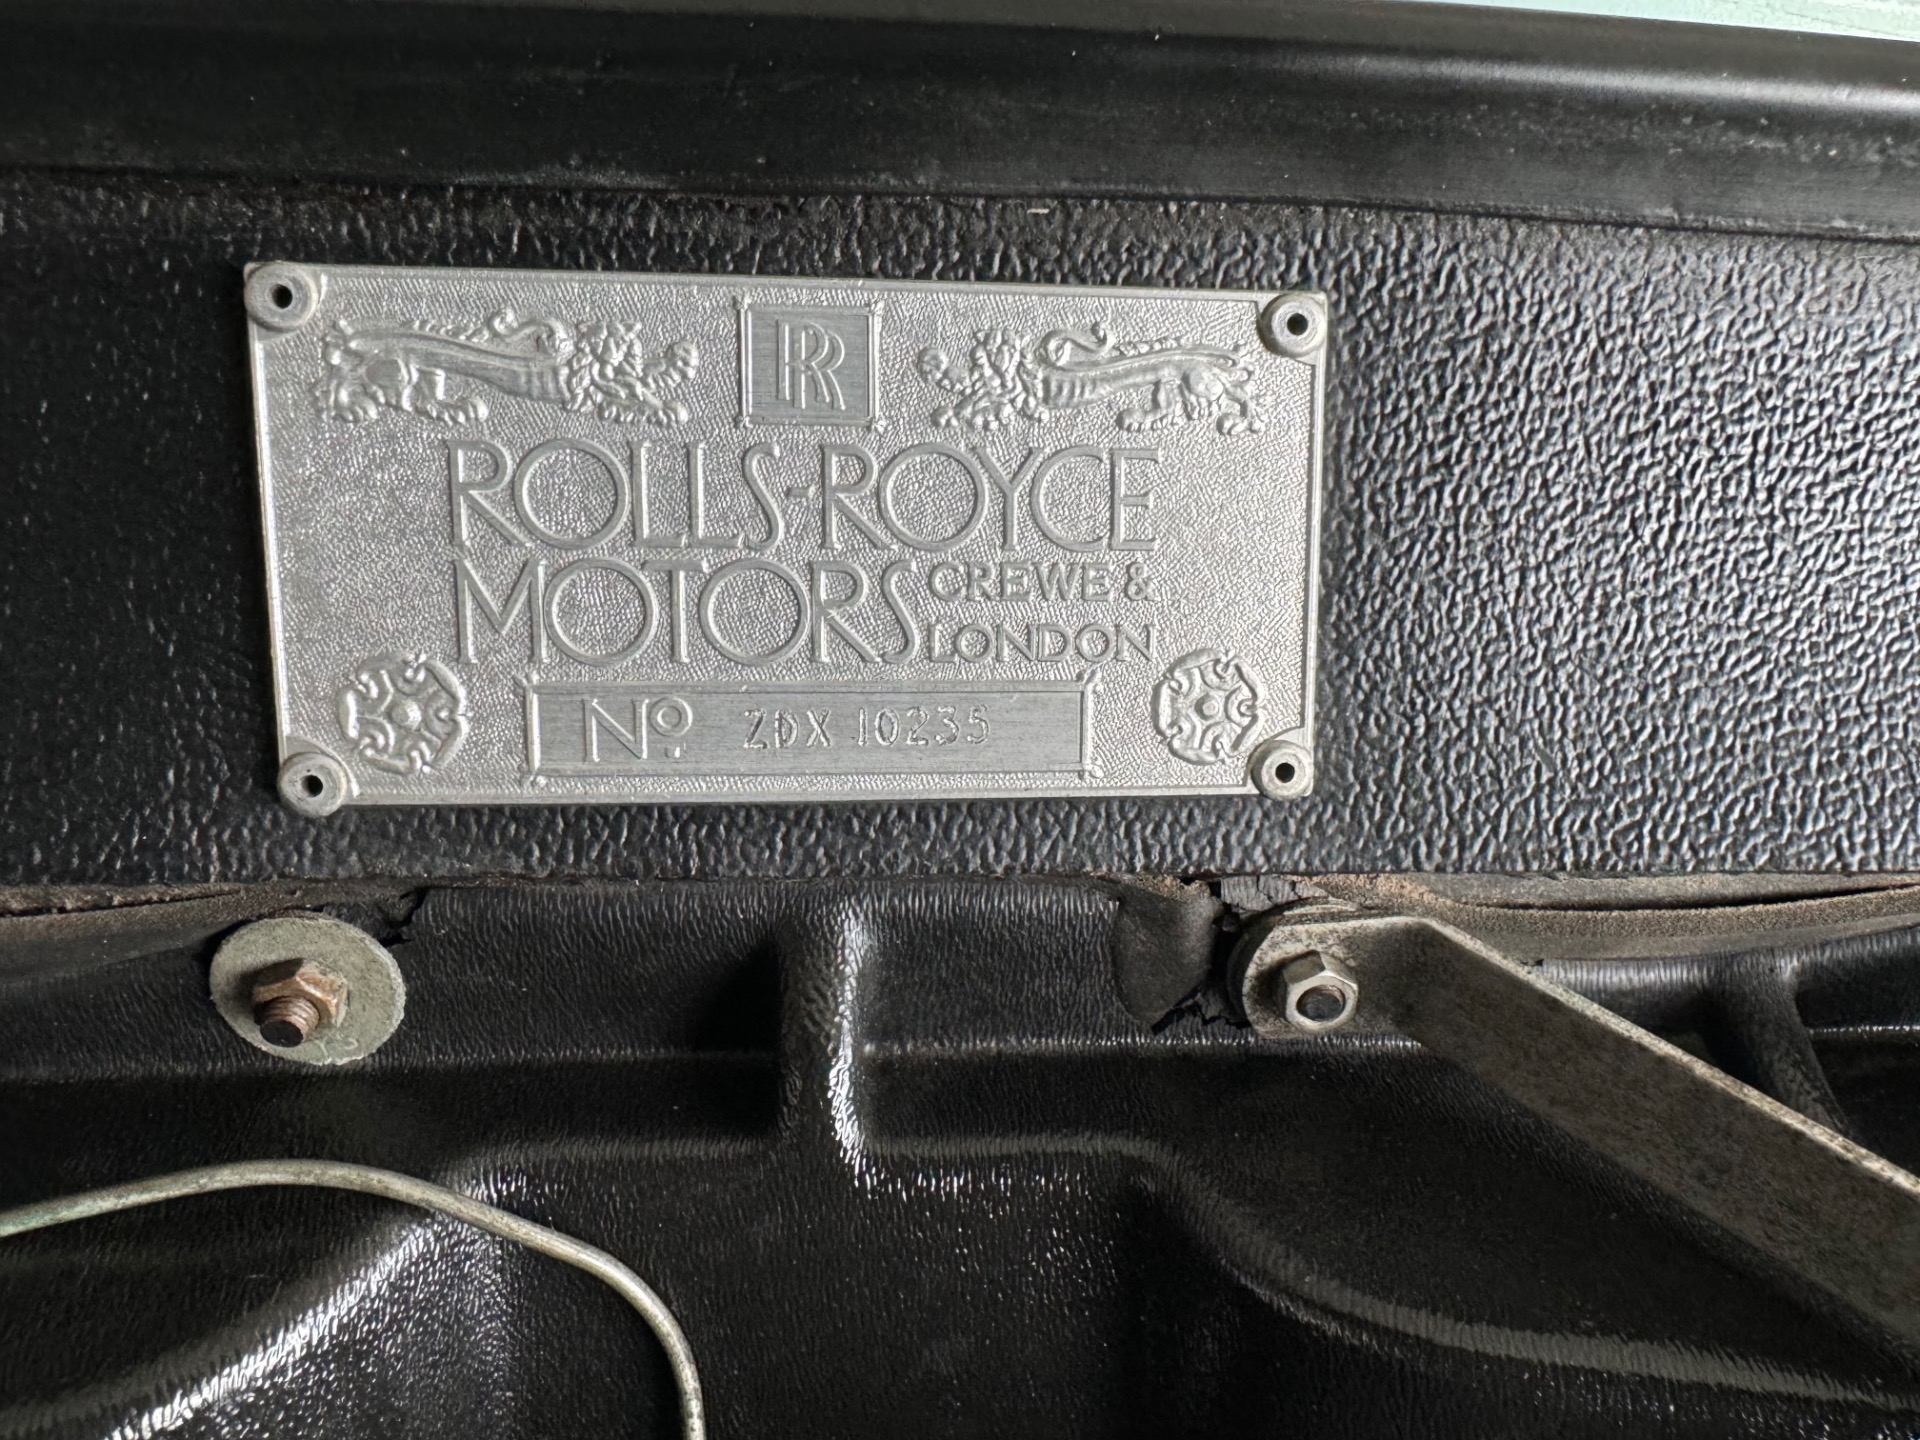 RR
ROLLS-ROYCE
MOTORS CREWE &
LONDON
No. ZDX 10235